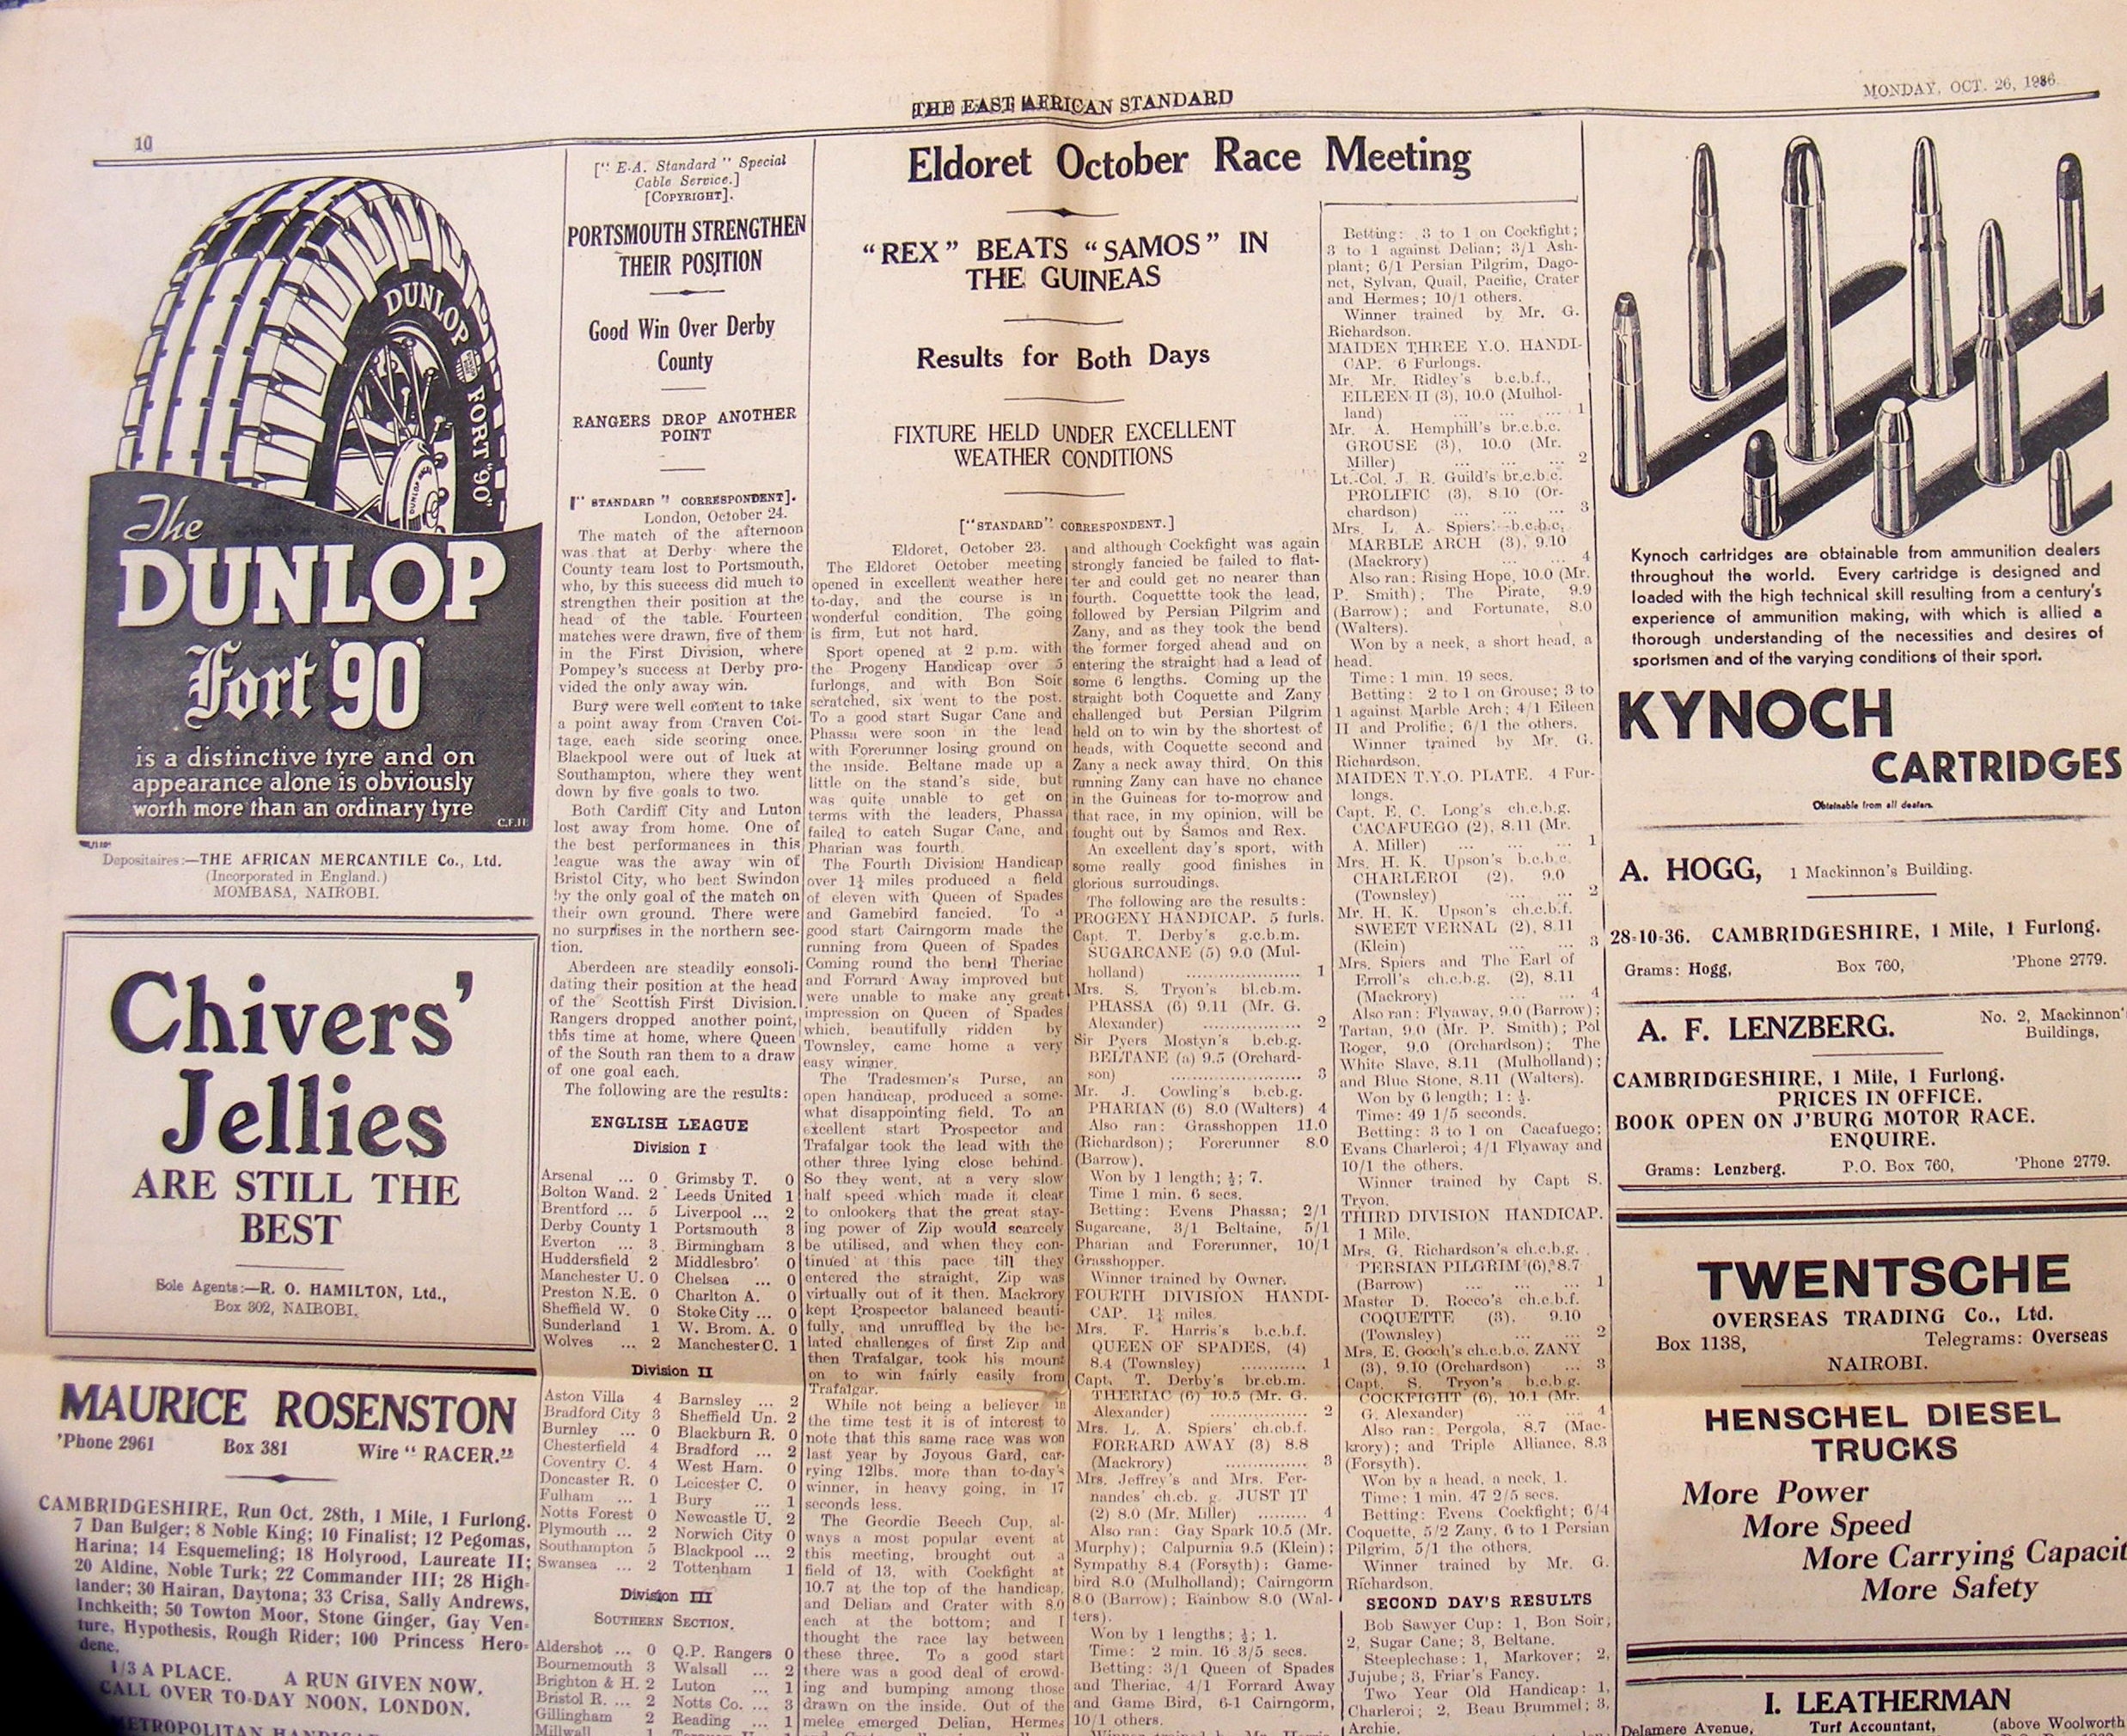 10
THE EAST AFRICAN STANDARD
MONDAY, OCT. 26, 1936.
DUNLOP
FORT "90"
The
DUNLOP
Fort '90'
is a distinctive tyre and on
appearance alone is obviously
worth more than an ordinary tyre
C.F.H.
Depositaires:—THE AFRICAN MERCANTILE Co., Ltd.
(Incorporated in England.)
MOMBASA, NAIROBI.
Chivers'
Jellies
ARE STILL THE
BEST
Sole Agents:—R. O. HAMILTON, Ltd.,
Box 302, NAIROBI.
MAURICE ROSENSTON
'Phone 2961 Box 381 Wire "RACER."
CAMBRIDGESHIRE, Run Oct. 28th, 1 Mile, 1 Furlong.
7 Dan Bulger; 8 Noble King; 10 Finalist; 12 Pegomas,
Harina; 14 Esquemeling; 18 Holyrood, Laureate II;
20 Aldine, Noble Turk; 22 Commander III; 28 High-
lander; 30 Hairan, Daytona; 33 Crisa, Sally Andrews,
Inchkeith; 50 Towton Moor, Stone Ginger, Gay Ven-
ture, Hypothesis, Rough Rider; 100 Princess Hero-
dene.
1/3 A PLACE. A RUN GIVEN NOW.
CALL OVER TO-DAY NOON, LONDON.
["E.A. Standard" Special
Cable Service.]
[COPYRIGHT].
PORTSMOUTH STRENGTHEN
THEIR POSITION
Good Win Over Derby
County
RANGERS DROP ANOTHER
POINT
["STANDARD" CORRESPONDENT].
London, October 24.
The match of the afternoon
was that at Derby where the
County team lost to Portsmouth,
who, by this success did much to
strengthen their position at the
head of the table. Fourteen
matches were drawn, five of them
in the First Division, where
Pompey's success at Derby pro-
vided the only away win.
Bury were well content to take
a point away from Craven Cot-
tage, each side scoring once.
Blackpool were out of luck at
Southampton, where they went
down by five goals to two.
Both Cardiff City and Luton
lost away from home. One of
the best performances in this
league was the away win of
Bristol City, who beat Swindon
by the only goal of the match on
their own ground. There were
no surprises in the northern sec-
tion.
Aberdeen are steadily consoli-
dating their position at the head
of the Scottish First Division.
Rangers dropped another point,
this time at home, where Queen
of the South ran them to a draw
of one goal each.
The following are the results:
ENGLISH LEAGUE
Division I
Arsenal ... 0 Grimsby T. 0
Bolton Wand. 2 Leeds United 1
Brentford ... 5 Liverpool ... 2
Derby County 1 Portsmouth 3
Everton ... 3 Birmingham 3
Huddersfield 2 Middlesbro' 0
Manchester U. 0 Chelsea ... 0
Preston N.E. 0 Charlton A. 0
Sheffield W. 0 Stoke City ... 0
Sunderland 1 W. Brom. A. 0
Wolves ... 2 Manchester C. 1
Division II
Aston Villa 4 Barnsley ... 2
Bradford City 3 Sheffield Un. 2
Burnley ... 0 Blackburn R. 0
Chesterfield 4 Bradford ... 2
Coventry C. 4 West Ham. 0
Doncaster R. 0 Leicester C. 0
Fulham ... 1 Bury ... 1
Notts Forest 0 Newcastle U. 2
Plymouth ... 2 Norwich City 0
Southampton 5 Blackpool ... 2
Swansea ... 2 Tottenham 1
Division III
SOUTHERN SECTION.
Aldershot ... 0 Q.P. Rangers 0
Bournemouth 3 Walsall ... 2
Brighton & H. 2 Luton ... 1
Bristol R. ... 2 Notts Co. ... 3
Gillingham 2 Reading ... 1
Millwall
Eldoret October Race Meeting
"REX" BEATS "SAMOS" IN
THE GUINEAS
Results for Both Days
FIXTURE HELD UNDER EXCELLENT
WEATHER CONDITIONS
["STANDARD" CORRESPONDENT.]
Eldoret, October 23.
The Eldoret October meeting
opened in excellent weather here
to-day, and the course is in
wonderful condition. The going
is firm, but not hard.
Sport opened at 2 p.m. with
the Progeny Handicap over 5
furlongs, and with Bon Soir
scratched, six went to the post.
To a good start Sugar Cane and
Phassa were soon in the lead
with Forerunner losing ground on
the inside. Beltane made up a
little on the stand's side, but
was quite unable to get on
terms with the leaders, Phassa
failed to catch Sugar Cane, and
Pharian was fourth.
The Fourth Division Handicap
over 1¼ miles produced a field
of eleven with Queen of Spades
and Gamebird fancied. To a
good start Cairngorm made the
running from Queen of Spades
Coming round the bend Theriac
and Forrard Away improved but
were unable to make any great
impression on Queen of Spades
which, beautifully ridden by
Townsley, came home a very
easy winner.
The Tradesmen's Purse, an
open handicap, produced a some-
what disappointing field. To an
excellent start Prospector and
Trafalgar took the lead with the
other three lying close behind.
So they went, at a very slow
half speed which made it clear
to onlookers that the great stay-
ing power of Zip would scarcely
be utilised, and when they con-
tinued at this pace till they
entered the straight, Zip was
virtually out of it then. Mackrory
kept Prospector balanced beauti-
fully, and unruffled by the be-
lated challenges of first Zip and
then Trafalgar, took his mount
on to win fairly easily from
Trafalgar.
While not being a believer in
the time test it is of interest to
note that this same race was won
last year by Joyous Gard, car-
rying 12lbs. more than to-day's
winner, in heavy going, in 17
seconds less.
The Geordie Beech Cup, al-
ways a most popular event at
this meeting, brought out a
field of 13, with Cockfight at
10.7 at the top of the handicap,
and Delian and Crater with 8.0
each at the bottom; and I
thought the race lay between
these three. To a good start
there was a good deal of crowd-
ing and bumping among those
drawn on the inside. Out of the
melee emerged Delian, Hermes
and although Cockfight was again
strongly fancied he failed to flat-
ter and could get no nearer than
fourth. Coquettte took the lead,
followed by Persian Pilgrim and
Zany, and as they took the bend
the former forged ahead and on
entering the straight had a lead of
some 6 lengths. Coming up the
straight both Coquette and Zany
challenged but Persian Pilgrim
held on to win by the shortest of
heads, with Coquette second and
Zany a neck away third. On this
running Zany can have no chance
in the Guineas for to-morrow and
that race, in my opinion, will be
fought out by Samos and Rex.
An excellent day's sport, with
some really good finishes in
glorious surroudings.
The following are the results:
PROGENY HANDICAP. 5 furls.
Capt. T. Derby's g.c.b.m.
SUGARCANE (5) 9.0 (Mul-
holland) ..................... 1
Mrs. S. Tryon's bl.cb.m.
PHASSA (6) 9.11 (Mr. G.
Alexander) .................. 2
Sir Pyers Mostyn's b.cb.g.
BELTANE (a) 9.5 (Orchard-
son) ........................ 3
Mr. J. Cowling's b.cb.g.
PHARIAN (6) 8.0 (Walters) 4
Also ran: Grasshoppen 11.0
(Richardson); Forerunner 8.0
(Barrow).
Won by 1 length; ½; 7.
Time 1 min. 6 secs.
Betting: Evens Phassa; 2/1
Sugarcane, 3/1 Beltaine, 5/1
Pharian and Forerunner, 10/1
Grasshopper.
Winner trained by Owner.
FOURTH DIVISION HANDI-
CAP. 1¼ miles.
Mrs. F. Harris's b.c.b.f.
QUEEN OF SPADES, (4)
8.4 (Townsley) ............ 1
Capt. T. Derby's br.cb.m.
THERIAC (6) 10.5 (Mr. G.
Alexander) .................. 2
Mrs. L. A. Spiers' ch.cb.f.
FORRARD AWAY (3) 8.8
(Mackrory) ............... 3
Mrs. Jeffrey's and Mrs. Fer-
nandes' ch.cb. g. JUST IT
(2) 8.0 (Mr. Miller) ......... 4
Also ran: Gay Spark 10.5 (Mr.
Murphy); Calpurnia 9.5 (Klein);
Sympathy 8.4 (Forsyth); Game-
bird 8.0 (Mulholland); Cairngorm
8.0 (Barrow); Rainbow 8.0 (Wal-
ters).
Won by 1 lengths; ½; 1.
Time: 2 min. 16 3/5 secs.
Betting: 3/1 Queen of Spades
and Theriac, 4/1 Forrard Away
and Game Bird, 6-1 Cairngorm,
10/1 others.
Betting: 3 to 1 on Cockfight;
3 to 1 against Delian; 3/1 Ash-
plant; 6/1 Persian Pilgrim, Dago-
net, Sylvan, Quail, Pacific, Crater
and Hermes; 10/1 others.
Winner trained by Mr. G.
Richardson.
MAIDEN THREE Y.O. HANDI-
CAP. 6 Furlongs.
Mr. Mr. Ridley's b.c.b.f.,
EILEEN II (3), 10.0 (Mulhol-
land) ... ... ... 1
Mr. A. Hemphill's br.c.b.c.
GROUSE (3), 10.0 (Mr.
Miller) ... ... ... 2
Lt.-Col. J. R. Guild's br.c.b.c.
PROLIFIC (3), 8.10 (Or-
chardson) ... ... ... 3
Mrs. L. A. Spiers' b.c.b.c.
MARBLE ARCH (3), 9.10
(Mackrory) 4
Also ran: Rising Hope, 10.0 (Mr.
P. Smith); The Pirate, 9.9
(Barrow); and Fortunate, 8.0
(Walters).
Won by a neck, a short head, a
head.
Time: 1 min. 19 secs.
Betting: 2 to 1 on Grouse; 3 to
1 against Marble Arch; 4/1 Eileen
II and Prolific; 6/1 the others.
Winner trained by Mr. G.
Richardson.
MAIDEN T.Y.O. PLATE. 4 Fur-
longs.
Capt. E. C. Long's ch.c.b.g.
CACAFUEGO (2), 8.11 (Mr.
A. Miller) ... ... ... 1
Mrs. H. K. Upson's b.c.b.c.
CHARLEROI (2), 9.0
(Townsley) ... ... 2
Mr. H. K. Upson's ch.c.b.f.
SWEET VERNAL (2), 8.11
(Klein) ... ... 3
Mrs. Spiers and The Earl of
Erroll's ch.c.b.g. (2), 8.11
(Mackrory) ... ... 4
Also ran: Flyaway, 9.0 (Barrow);
Tartan, 9.0 (Mr. P. Smith); Pol
Roger, 9.0 (Orchardson); The
White Slave, 8.11 (Mulholland);
and Blue Stone, 8.11 (Walters).
Won by 6 length; 1: ½.
Time: 49 1/5 seconds.
Betting: 3 to 1 on Cacafuego;
Evans Charleroi; 4/1 Flyaway and
10/1 the others.
Winner trained by Capt S.
Tryon.
THIRD DIVISION HANDICAP.
1 Mile.
Mrs. G. Richardson's ch.c.b.g.
PERSIAN PILGRIM (6), 8.7
(Barrow) ... ... ... 1
Master D. Rocco's ch.c.b.f.
COQUETTE (3), 9.10
(Townsley) ... ... 2
Mrs. E. Gooch's ch.c.b.c. ZANY
(3), 9.10 (Orchardson) ... 3
Capt. S. Tryon's b.c.b.g.
COCKFIGHT (6), 10.1 (Mr.
G. Alexander) ... ... 4
Also ran: Pergola, 8.7 (Mac-
krory); and Triple Alliance, 8.3
(Forsyth).
Won by a head, a neck, 1.
Time: 1 min. 47 2/5 secs.
Betting: Evens Cockfight; 6/4
Coquette, 5/2 Zany, 6 to 1 Persian
Pilgrim, 5/1 the others.
Winner trained by Mr. G.
Richardson.
SECOND DAY'S RESULTS
Bob Sawyer Cup: 1, Bon Soir;
2, Sugar Cane; 3, Beltane.
Steeplechase: 1, Markover; 2,
Jujube; 3, Friar's Fancy.
Two Year Old Handicap: 1,
Charleroi; 2, Beau Brummel; 3,
Archie.
Kynoch cartridges are obtainable from ammunition dealers
throughout the world. Every cartridge is designed and
loaded with the high technical skill resulting from a century's
experience of ammunition making, with which is allied a
thorough understanding of the necessities and desires of
sportsmen and of the varying conditions of their sport.
KYNOCH
CARTRIDGES
Obtainable from all dealers.
A. HOGG, 1 Mackinnon's Building.
28-10-36. CAMBRIDGESHIRE, 1 Mile, 1 Furlong.
Grams: Hogg, Box 760, 'Phone 2779.
A. F. LENZBERG. No. 2, Mackinnon's
Buildings,
CAMBRIDGESHIRE, 1 Mile, 1 Furlong.
PRICES IN OFFICE.
BOOK OPEN ON J'BURG MOTOR RACE.
ENQUIRE.
Grams: Lenzberg. P.O. Box 760, 'Phone 2779.
TWENTSCHE
OVERSEAS TRADING Co., Ltd.
Box 1138, Telegrams: Overseas
NAIROBI.
HENSCHEL DIESEL
TRUCKS
More Power
More Speed
More Carrying Capacit
More Safety
I. LEATHERMAN
Delamere Avenue, Turf Accountant, (above Woolworth